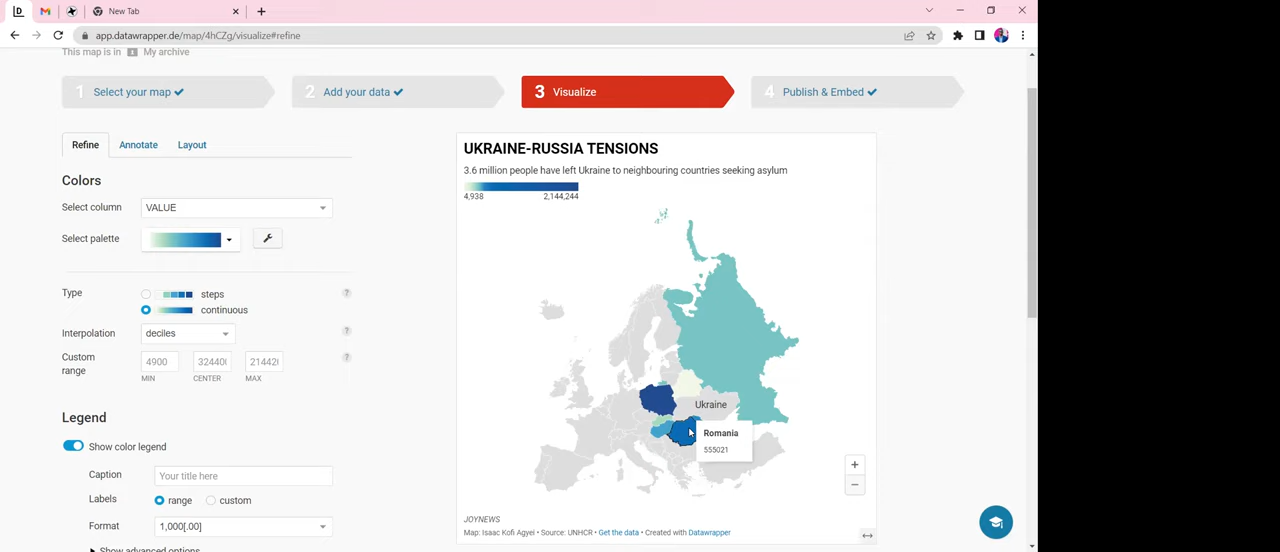 New Tab
app.datawrapper.de/map/4hCZg/visualize#refine
This map is in My archive
1 Select your map
2 Add your data
3 Visualize
4 Publish & Embed
Refine Annotate Layout
Colors
Select column VALUE
Select palette
Type steps ?
continuous
Interpolation deciles ?
Custom range 4900 32440 21442 ?
MIN CENTER MAX
Legend
Show color legend
Caption Your title here
Labels range custom
Format 1,000[.00]
Show advanced options
UKRAINE-RUSSIA TENSIONS
3.6 million people have left Ukraine to neighbouring countries seeking asylum
4,938 2,144,244
Ukraine
Romania
555021
+
−
JOYNEWS
Map: Isaac Kofi Agyei • Source: UNHCR • Get the data • Created with Datawrapper